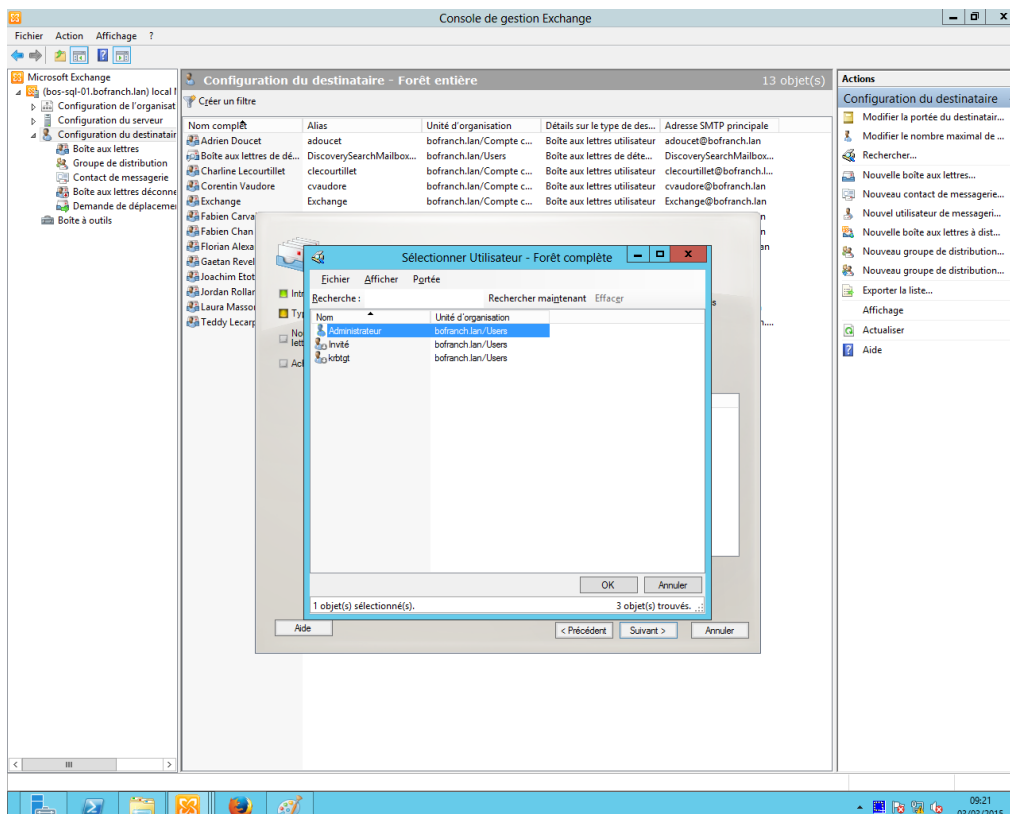 Console de gestion Exchange
Fichier Action Affichage ?
Microsoft Exchange
(bos-sql-01.bofranch.lan) local
Configuration de l'organisat
Configuration du serveur
Configuration du destinatair
Boîte aux lettres
Groupe de distribution
Contact de messagerie
Boîte aux lettres déconne
Demande de déplacemer
Boîte à outils
Configuration du destinataire - Forêt entière 13 objet(s)
Créer un filtre
Nom complet Alias Unité d'organisation Détails sur le type de des... Adresse SMTP principale
Adrien Doucet adoucet bofranch.lan/Compte c... Boîte aux lettres utilisateur adoucet@bofranch.lan
Boîte aux lettres de dé... DiscoverySearchMailbox... bofranch.lan/Users Boîte aux lettres de déte... DiscoverySearchMailbox...
Charline Lecourtillet clecourtillet bofranch.lan/Compte c... Boîte aux lettres utilisateur clecourtillet@bofranch.l...
Corentin Vaudore cvaudore bofranch.lan/Compte c... Boîte aux lettres utilisateur cvaudore@bofranch.lan
Exchange Exchange bofranch.lan/Compte c... Boîte aux lettres utilisateur Exchange@bofranch.lan
Fabien Carva
Fabien Chan
Florian Alexa
Gaetan Revel
Joachim Etot
Jordan Rollar
Laura Massor
Teddy Lecarp
Int
Ty
No
lett
Acl
Sélectionner Utilisateur - Forêt complète
Fichier Afficher Portée
Recherche : Rechercher maintenant Effacer
Nom Unité d'organisation
Administrateur bofranch.lan/Users
Invité bofranch.lan/Users
krbtgt bofranch.lan/Users
OK Annuler
1 objet(s) sélectionné(s). 3 objet(s) trouvés.
Aide < Précédent Suivant > Annuler
Actions
Configuration du destinataire
Modifier la portée du destinatair...
Modifier le nombre maximal de ...
Rechercher...
Nouvelle boîte aux lettres...
Nouveau contact de messagerie...
Nouvel utilisateur de messageri...
Nouvelle boîte aux lettres à dist...
Nouveau groupe de distribution...
Nouveau groupe de distribution...
Exporter la liste...
Affichage
Actualiser
Aide
09:21